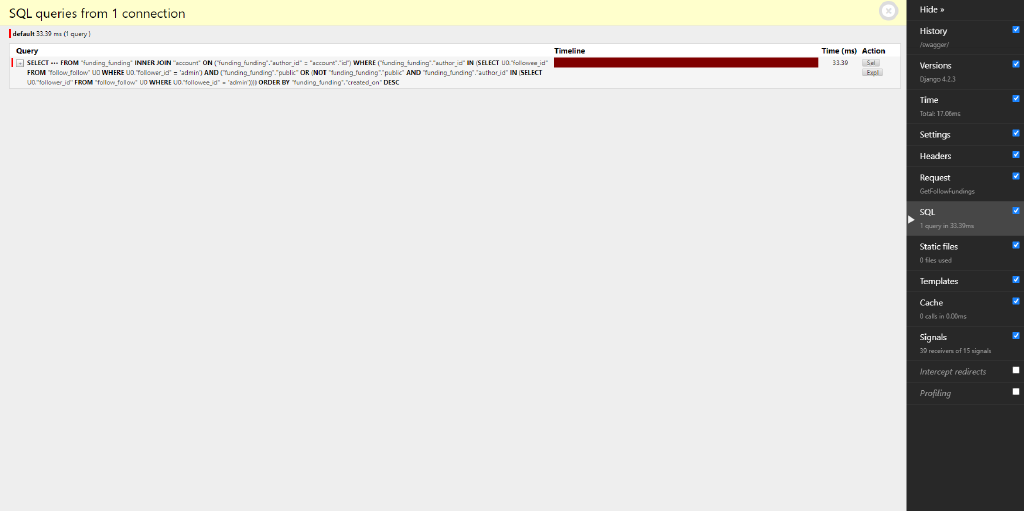 SQL queries from 1 connection
default 33.39 ms (1 query )
Query Timeline Time (ms) Action
SELECT ••• FROM "funding_funding" INNER JOIN "account" ON ("funding_funding"."author_id" = "account"."id") WHERE ("funding_funding"."author_id" IN (SELECT U0."followee_id"
FROM "follow_follow" U0 WHERE U0."follower_id" = 'admin') AND ("funding_funding"."public" OR (NOT "funding_funding"."public" AND "funding_funding"."author_id" IN (SELECT
U0."follower_id" FROM "follow_follow" U0 WHERE U0."followee_id" = 'admin')))) ORDER BY "funding_funding"."created_on" DESC
33.39
Sel
Expl
Hide »
History
/swagger/
Versions
Django 4.2.3
Time
Total: 17.06ms
Settings
Headers
Request
GetFollowFundings
SQL
1 query in 33.39ms
Static files
0 files used
Templates
Cache
0 calls in 0.00ms
Signals
39 receivers of 15 signals
Intercept redirects
Profiling